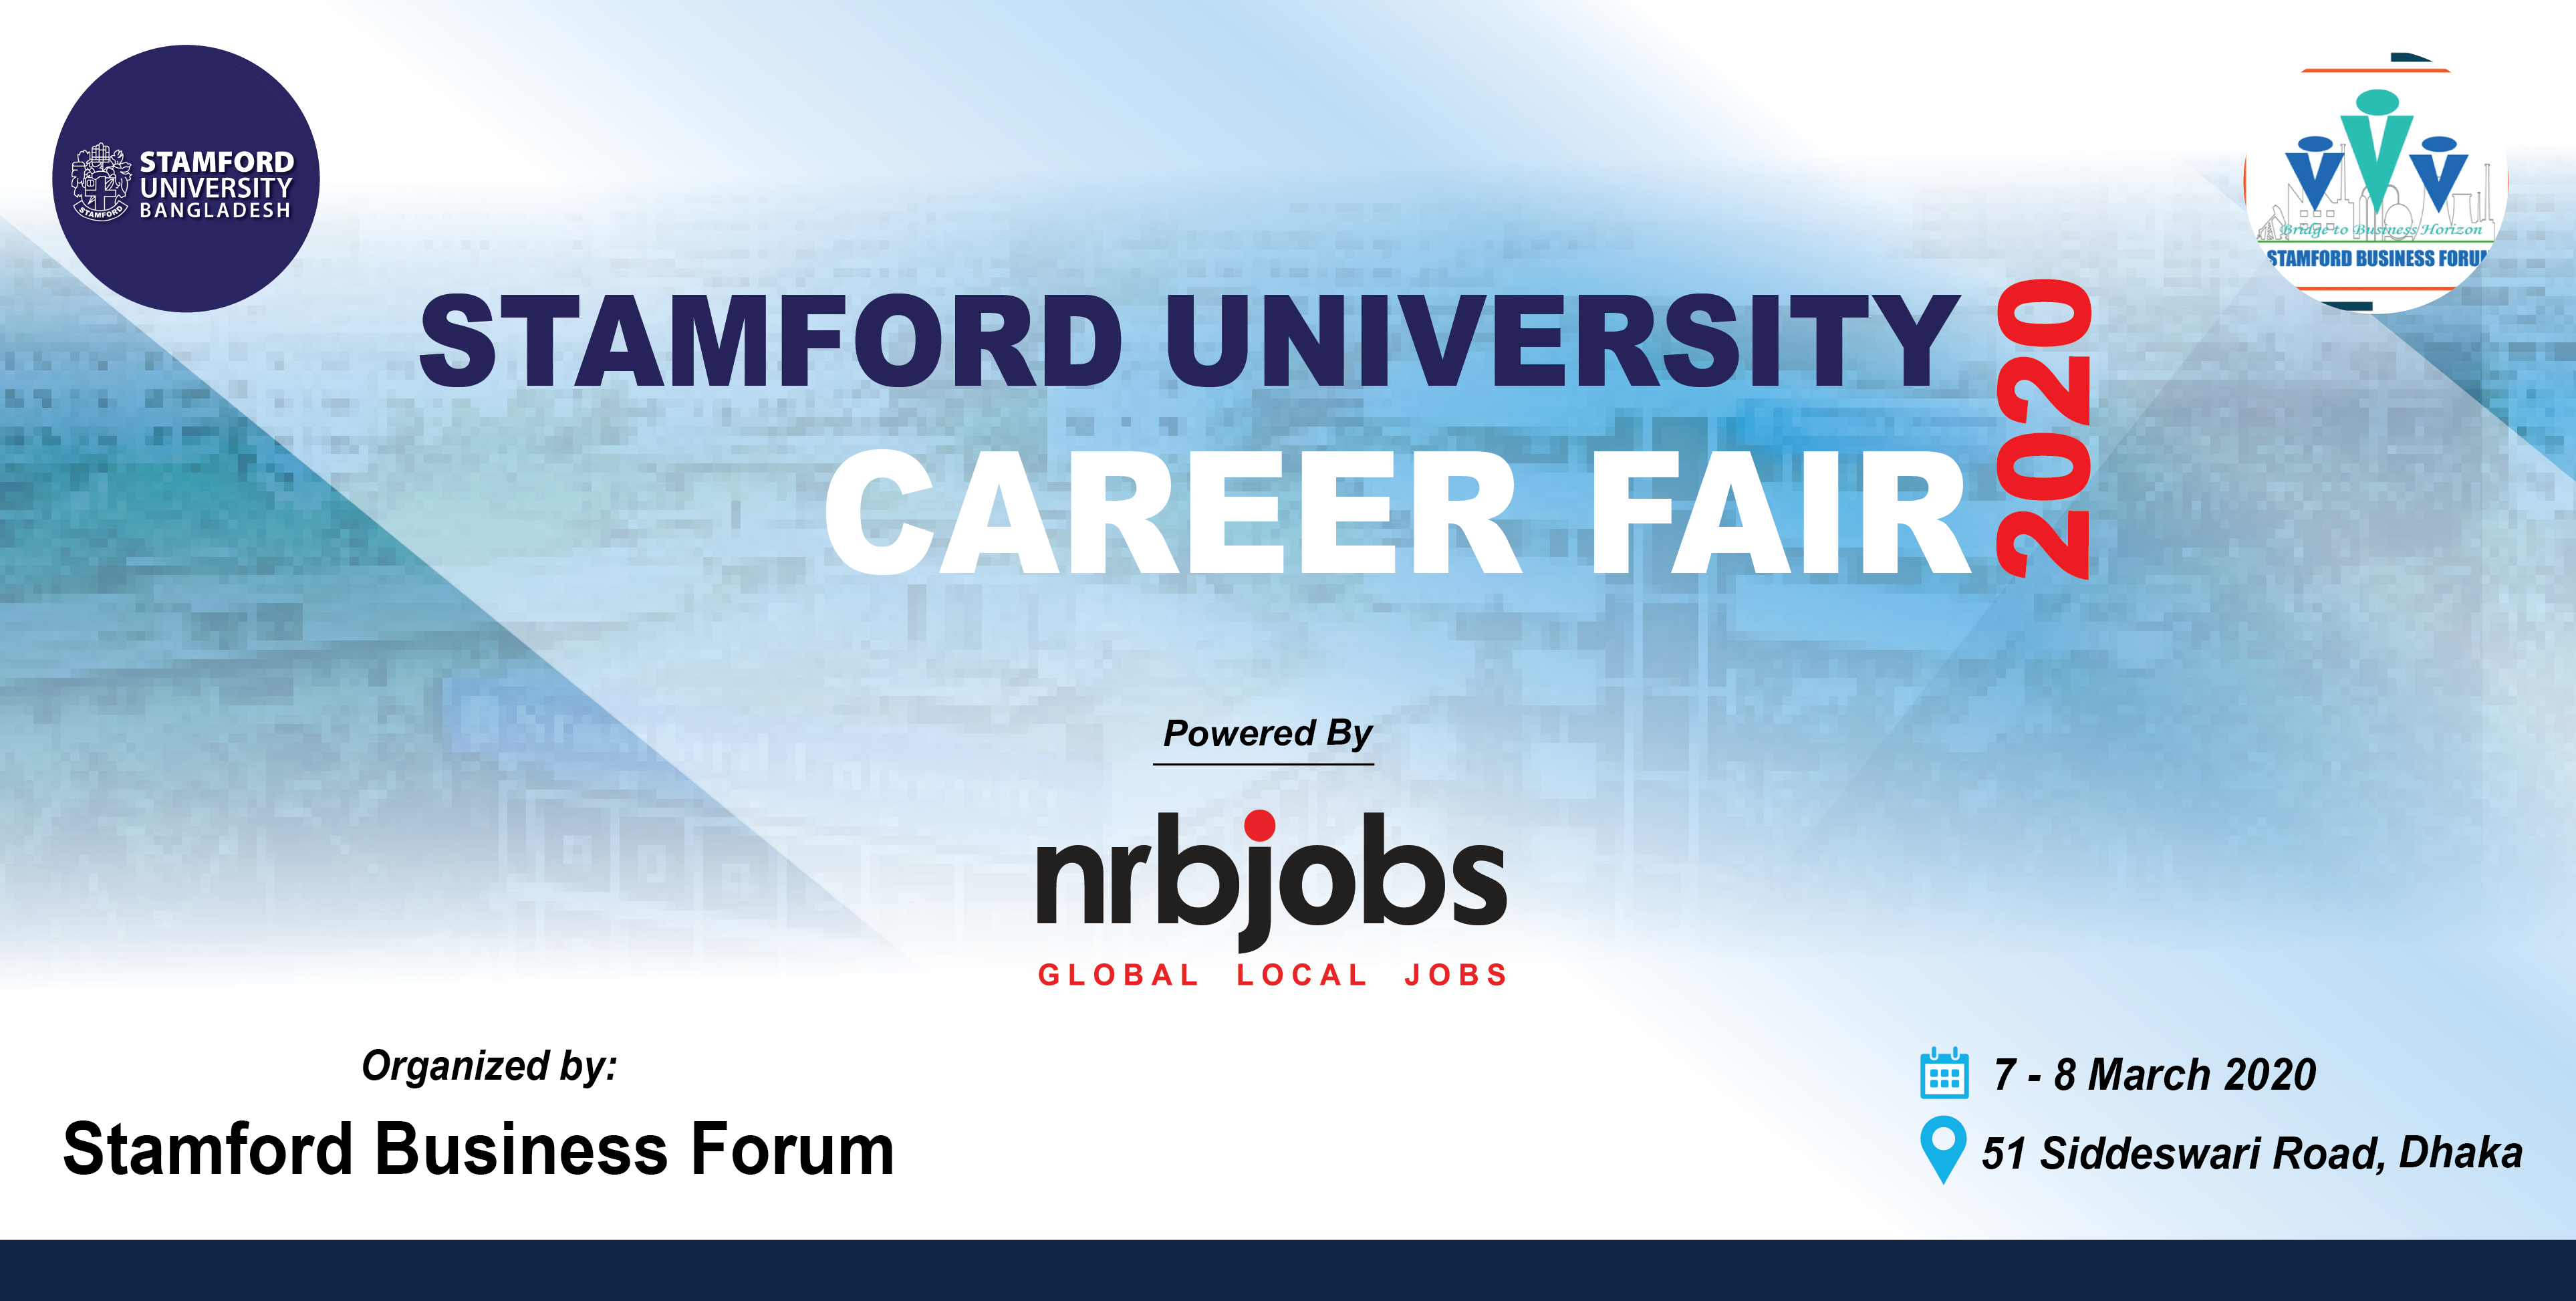 STAMFORD
UNIVERSITY
BANGLADESH
STAMFORD
Bridge to Business Horizon
STAMFORD BUSINESS FORUM
STAMFORD UNIVERSITY
CAREER FAIR
2020
Powered By
nrbjobs
GLOBAL LOCAL JOBS
Organized by:
Stamford Business Forum
7 - 8 March 2020
51 Siddeswari Road, Dhaka